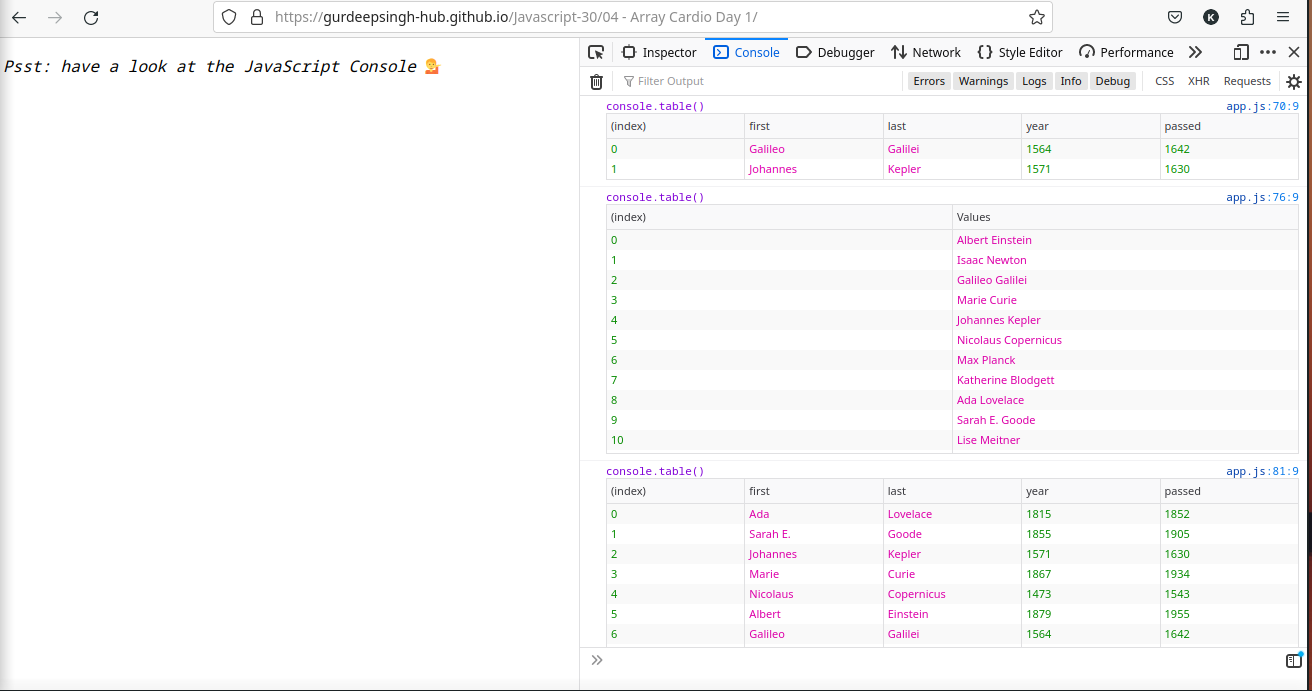 https://gurdeepsingh-hub.github.io/Javascript-30/04 - Array Cardio Day 1/
K
Psst: have a look at the JavaScript Console 💁
Inspector Console Debugger Network Style Editor Performance
Filter Output Errors Warnings Logs Info Debug CSS XHR Requests
console.table() app.js:70:9
(index) first last year passed
0 Galileo Galilei 1564 1642
1 Johannes Kepler 1571 1630
console.table() app.js:76:9
(index) Values
0 Albert Einstein
1 Isaac Newton
2 Galileo Galilei
3 Marie Curie
4 Johannes Kepler
5 Nicolaus Copernicus
6 Max Planck
7 Katherine Blodgett
8 Ada Lovelace
9 Sarah E. Goode
10 Lise Meitner
console.table() app.js:81:9
(index) first last year passed
0 Ada Lovelace 1815 1852
1 Sarah E. Goode 1855 1905
2 Johannes Kepler 1571 1630
3 Marie Curie 1867 1934
4 Nicolaus Copernicus 1473 1543
5 Albert Einstein 1879 1955
6 Galileo Galilei 1564 1642